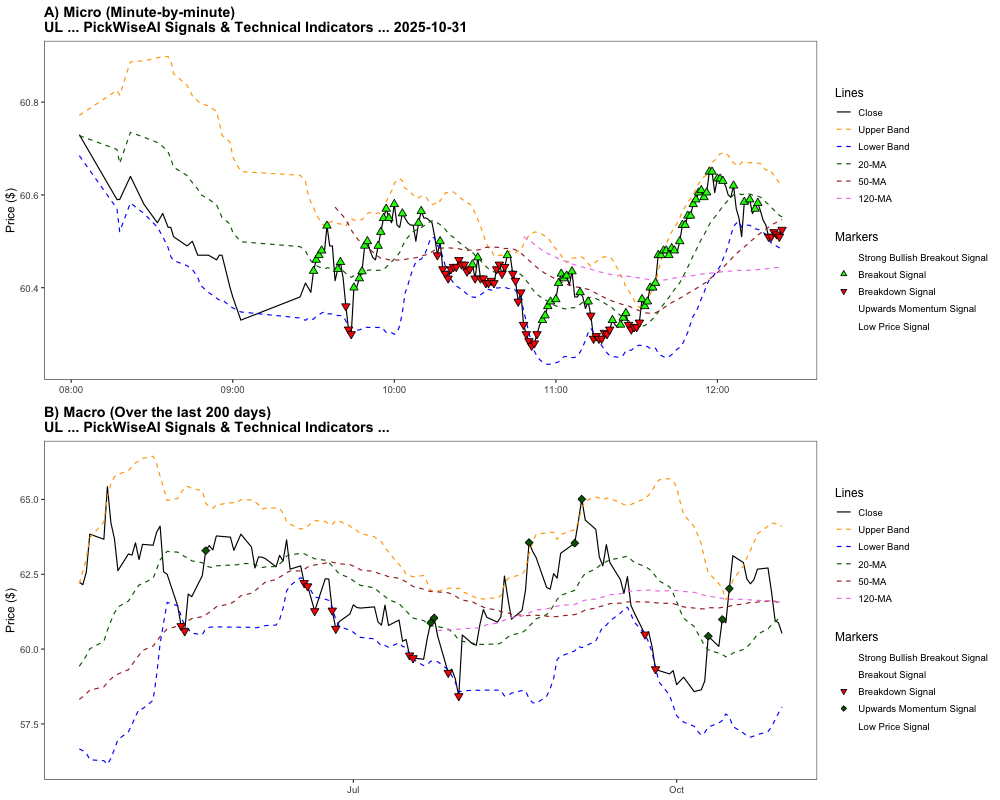 A) Micro (Minute-by-minute)
UL ... PickWiseAI Signals & Technical Indicators ... 2025-10-31
Price ($)
60.8
60.6
60.4
08:00
09:00
10:00
11:00
12:00
Lines
Close
Upper Band
Lower Band
20-MA
50-MA
120-MA
Markers
Strong Bullish Breakout Signal
Breakout Signal
Breakdown Signal
Upwards Momentum Signal
Low Price Signal
B) Macro (Over the last 200 days)
UL ... PickWiseAI Signals & Technical Indicators ...
Price ($)
65.0
62.5
60.0
57.5
Jul
Oct
Lines
Close
Upper Band
Lower Band
20-MA
50-MA
120-MA
Markers
Strong Bullish Breakout Signal
Breakout Signal
Breakdown Signal
Upwards Momentum Signal
Low Price Signal